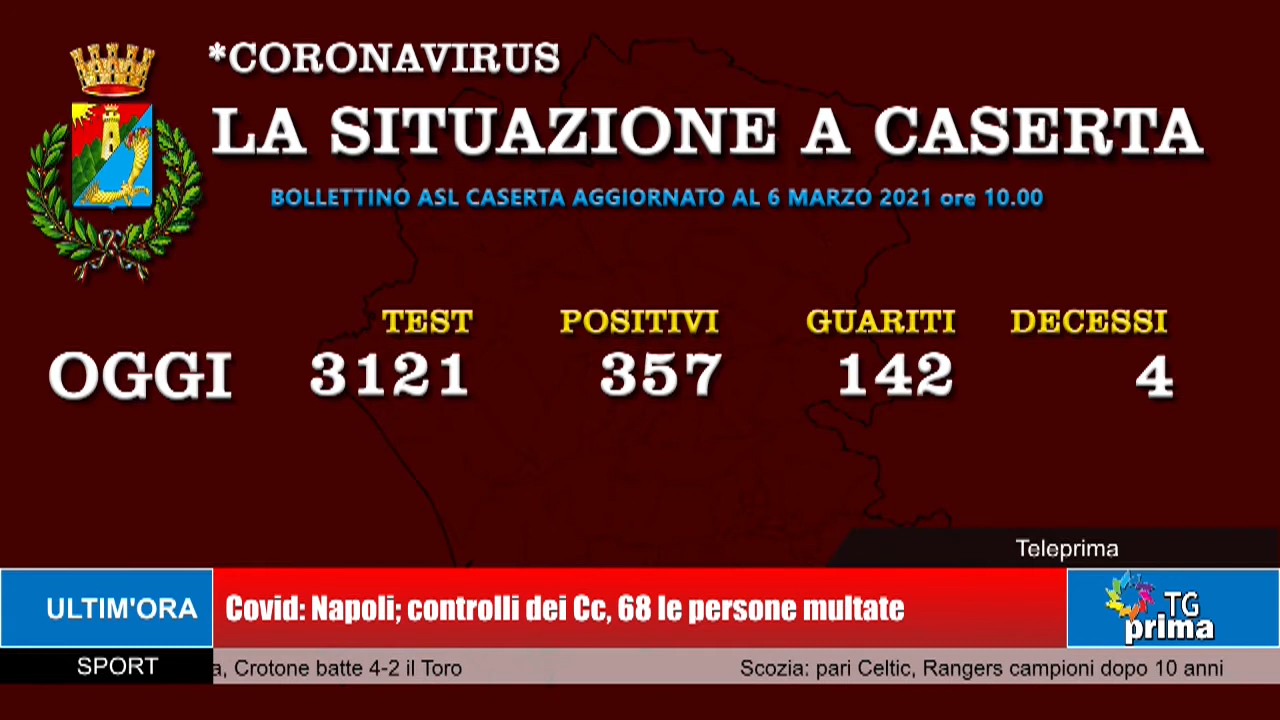 *CORONAVIRUS
LA SITUAZIONE A CASERTA
BOLLETTINO ASL CASERTA AGGIORNATO AL 6 MARZO 2021 ore 10.00
TEST POSITIVI GUARITI DECESSI
OGGI 3121 357 142 4
Teleprima
ULTIM'ORA Covid: Napoli; controlli dei Cc, 68 le persone multate
TG prima
SPORT a, Crotone batte 4-2 il Toro Scozia: pari Celtic, Rangers campioni dopo 10 anni